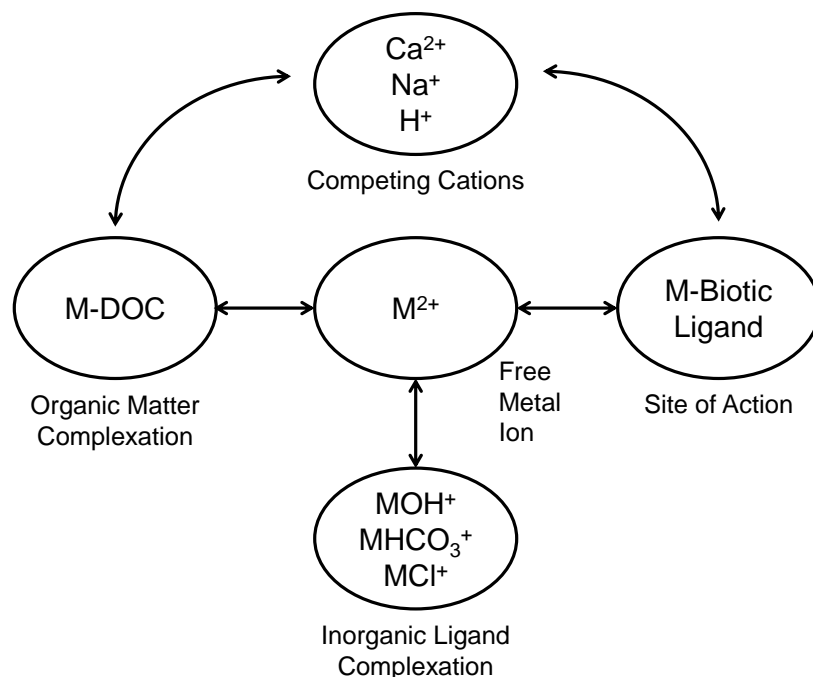 Ca²⁺
Na⁺
H⁺
Competing Cations
M-DOC
Organic Matter
Complexation
M²⁺
Free
Metal
Ion
M-Biotic
Ligand
Site of Action
MOH⁺
MHCO₃⁺
MCl⁺
Inorganic Ligand
Complexation